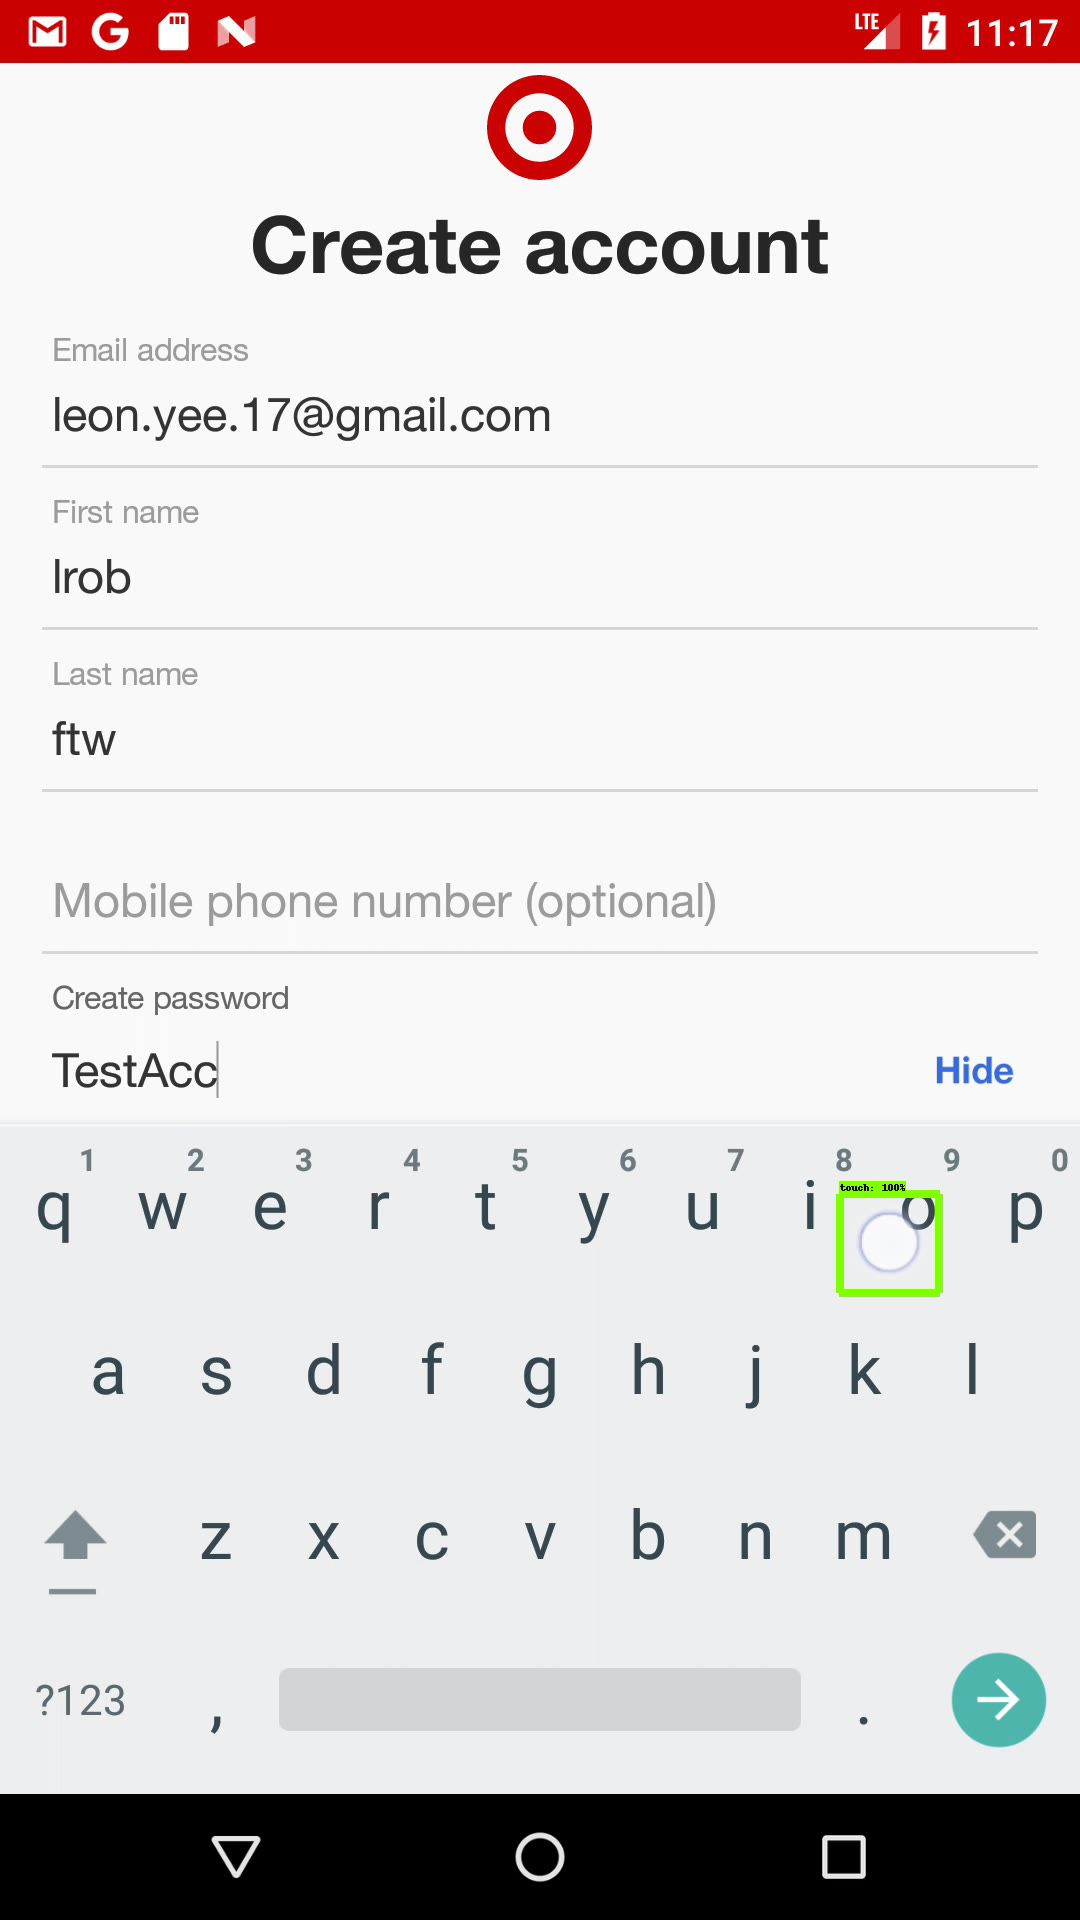 LTE 11:17
Create account
Email address
leon.yee.17@gmail.com
First name
lrob
Last name
ftw
Mobile phone number (optional)
Create password
TestAcc Hide
1 2 3 4 5 6 7 8 9 0
q w e r t y u i o p
touch: 100%
a s d f g h j k l
z x c v b n m
?123 , .